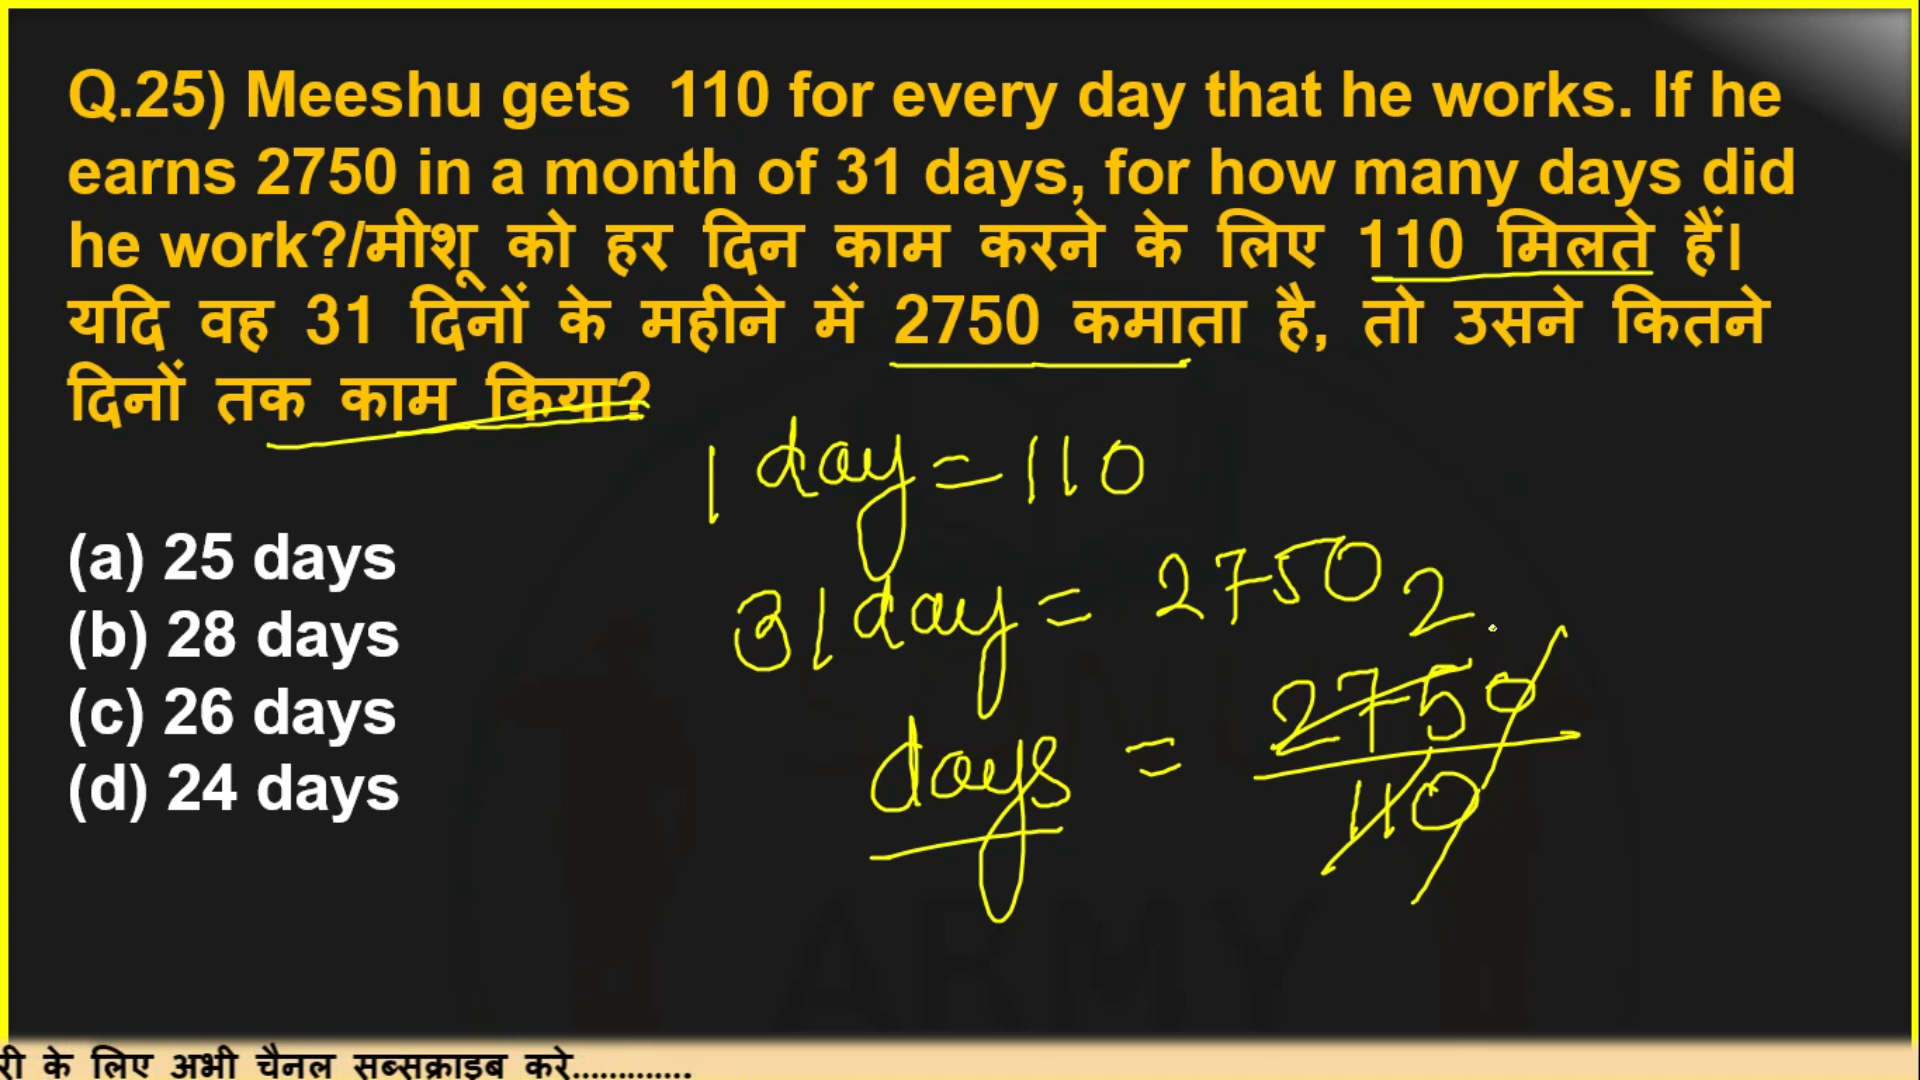 Q.25) Meeshu gets 110 for every day that he works. If he
earns 2750 in a month of 31 days, for how many days did
he work?/मीशू को हर दिन काम करने के लिए 110 मिलते हैं।
यदि वह 31 दिनों के महीने में 2750 कमाता है, तो उसने कितने
दिनों तक काम किया?
1 day = 110
31 day = 2750
2
days = 2750
110
(a) 25 days
(b) 28 days
(c) 26 days
(d) 24 days
ARMY
री के लिए अभी चैनल सब्सक्राइब करे.............